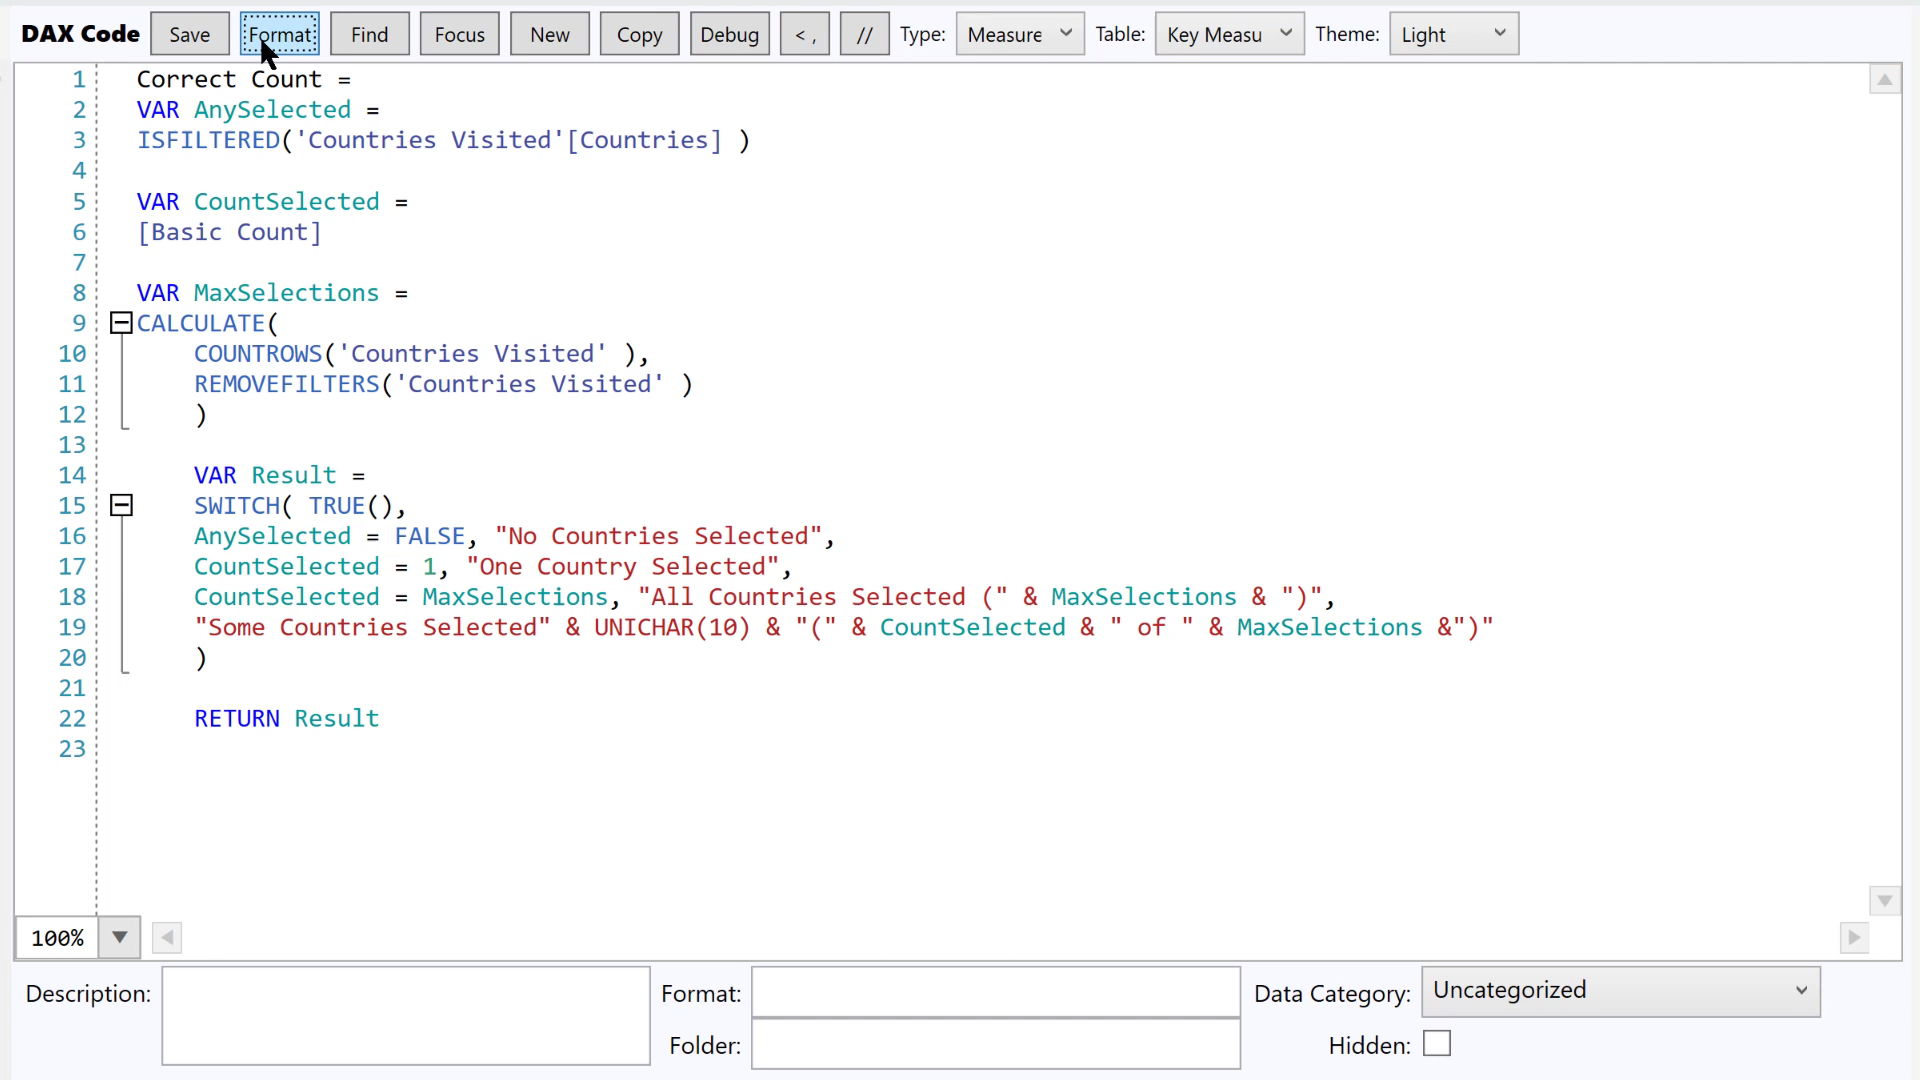 DAX Code Save Format Find Focus New Copy Debug < , // Type: Measure Table: Key Measu Theme: Light
1 Correct Count =
2 VAR AnySelected =
3 ISFILTERED('Countries Visited'[Countries] )
4
5 VAR CountSelected =
6 [Basic Count]
7
8 VAR MaxSelections =
9 CALCULATE(
10 COUNTROWS('Countries Visited' ),
11 REMOVEFILTERS('Countries Visited' )
12 )
13
14 VAR Result =
15 SWITCH( TRUE(),
16 AnySelected = FALSE, "No Countries Selected",
17 CountSelected = 1, "One Country Selected",
18 CountSelected = MaxSelections, "All Countries Selected (" & MaxSelections & ")",
19 "Some Countries Selected" & UNICHAR(10) & "(" & CountSelected & " of " & MaxSelections &")"
20 )
21
22 RETURN Result
23
100%
Description: Format: Data Category: Uncategorized
Folder: Hidden: